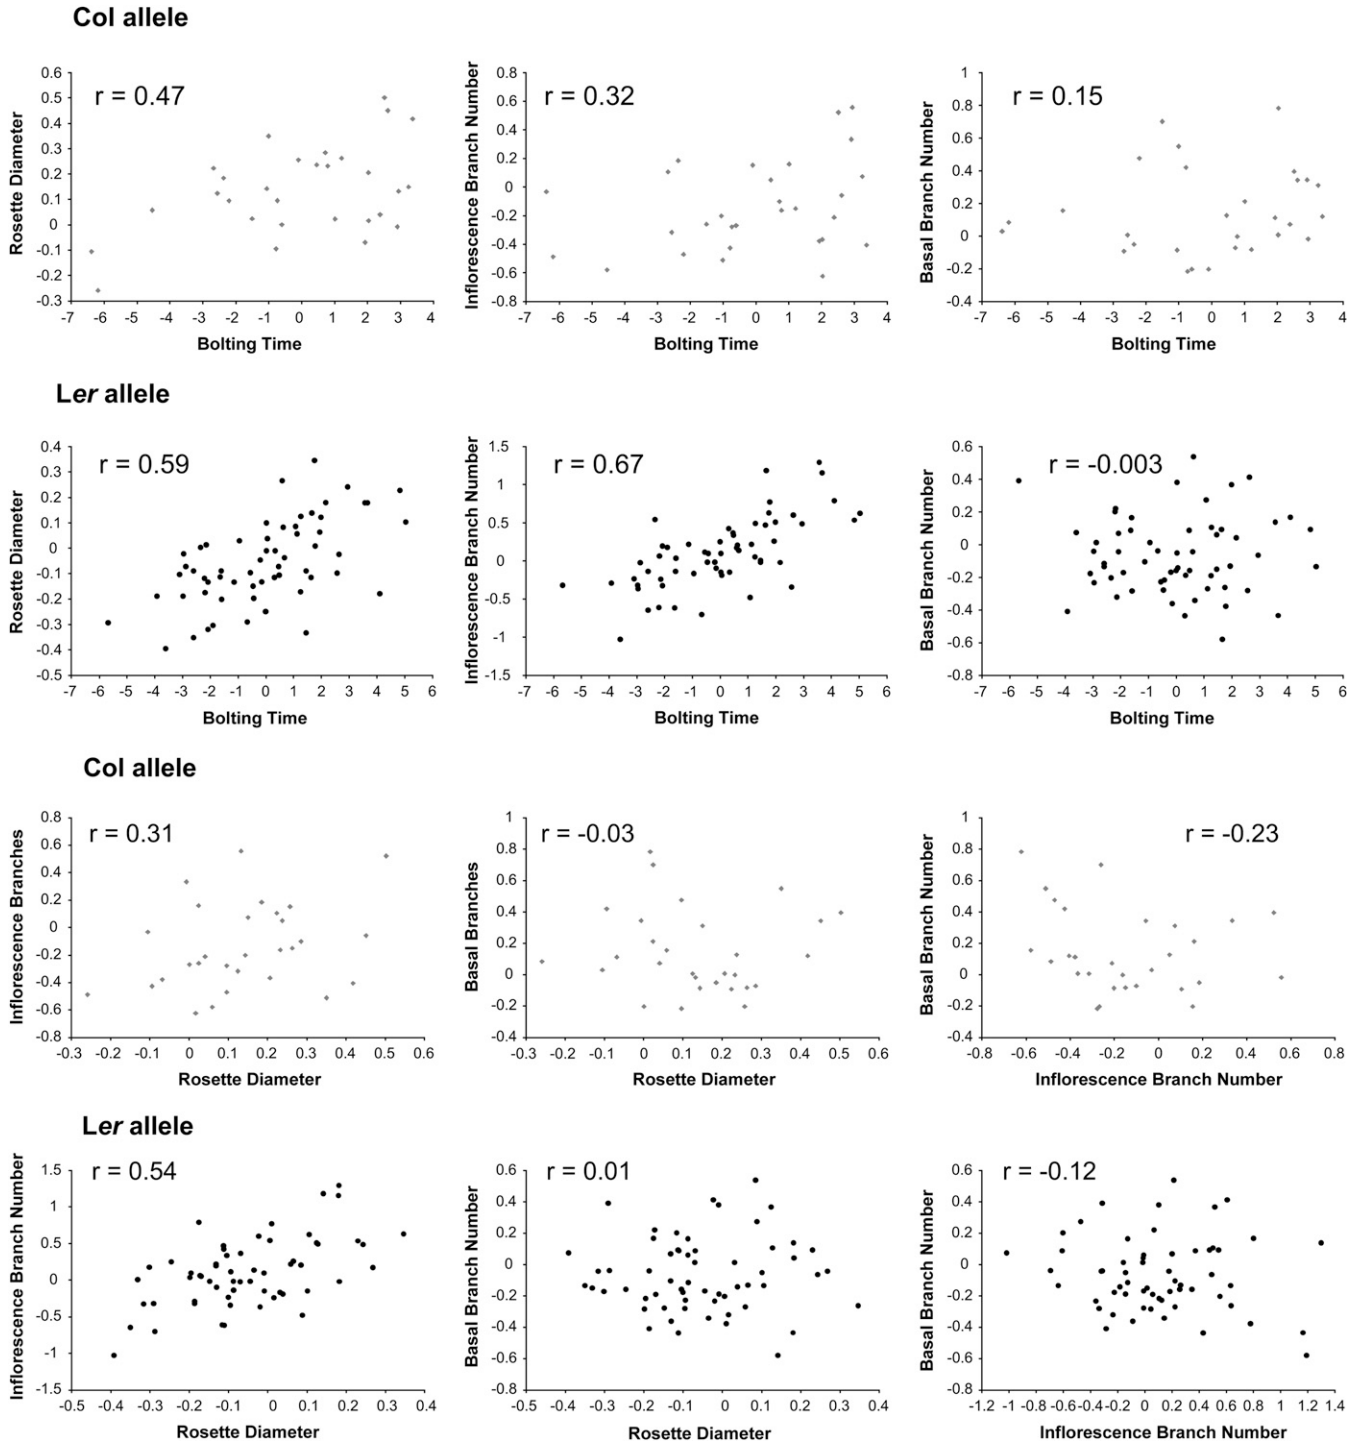 Col allele
r = 0.47
Rosette Diameter
0.6
0.5
0.4
0.3
0.2
0.1
0
-0.1
-0.2
-0.3
-7 -6 -5 -4 -3 -2 -1 0 1 2 3 4
Bolting Time
r = 0.32
Inflorescence Branch Number
0.8
0.6
0.4
0.2
0
-0.2
-0.4
-0.6
-0.8
-7 -6 -5 -4 -3 -2 -1 0 1 2 3 4
Bolting Time
r = 0.15
Basal Branch Number
1
0.8
0.6
0.4
0.2
0
-0.2
-0.4
-7 -6 -5 -4 -3 -2 -1 0 1 2 3 4
Bolting Time
Ler allele
r = 0.59
Rosette Diameter
0.4
0.3
0.2
0.1
0
-0.1
-0.2
-0.3
-0.4
-0.5
-7 -6 -5 -4 -3 -2 -1 0 1 2 3 4 5 6
Bolting Time
r = 0.67
Inflorescence Branch Number
1.5
1
0.5
0
-0.5
-1
-1.5
-7 -6 -5 -4 -3 -2 -1 0 1 2 3 4 5 6
Bolting Time
r = -0.003
Basal Branch Number
0.6
0.4
0.2
0
-0.2
-0.4
-0.6
-0.8
-7 -6 -5 -4 -3 -2 -1 0 1 2 3 4 5 6
Bolting Time
Col allele
r = 0.31
Inflorescence Branches
0.8
0.6
0.4
0.2
0
-0.2
-0.4
-0.6
-0.8
-0.3 -0.2 -0.1 0 0.1 0.2 0.3 0.4 0.5 0.6
Rosette Diameter
r = -0.03
Basal Branches
1
0.8
0.6
0.4
0.2
0
-0.2
-0.4
-0.3 -0.2 -0.1 0 0.1 0.2 0.3 0.4 0.5 0.6
Rosette Diameter
r = -0.23
Basal Branch Number
1
0.8
0.6
0.4
0.2
0
-0.2
-0.4
-0.8 -0.6 -0.4 -0.2 0 0.2 0.4 0.6 0.8
Inflorescence Branch Number
Ler allele
r = 0.54
Inflorescence Branch Number
1.5
1
0.5
0
-0.5
-1
-1.5
-0.5 -0.4 -0.3 -0.2 -0.1 0 0.1 0.2 0.3 0.4
Rosette Diameter
r = 0.01
Basal Branch Number
0.6
0.4
0.2
0
-0.2
-0.4
-0.6
-0.8
-0.5 -0.4 -0.3 -0.2 -0.1 0 0.1 0.2 0.3 0.4
Rosette Diameter
r = -0.12
Basal Branch Number
0.6
0.4
0.2
0
-0.2
-0.4
-0.6
-0.8
-1.2 -1 -0.8 -0.6 -0.4 -0.2 0 0.2 0.4 0.6 0.8 1 1.2 1.4
Inflorescence Branch Number